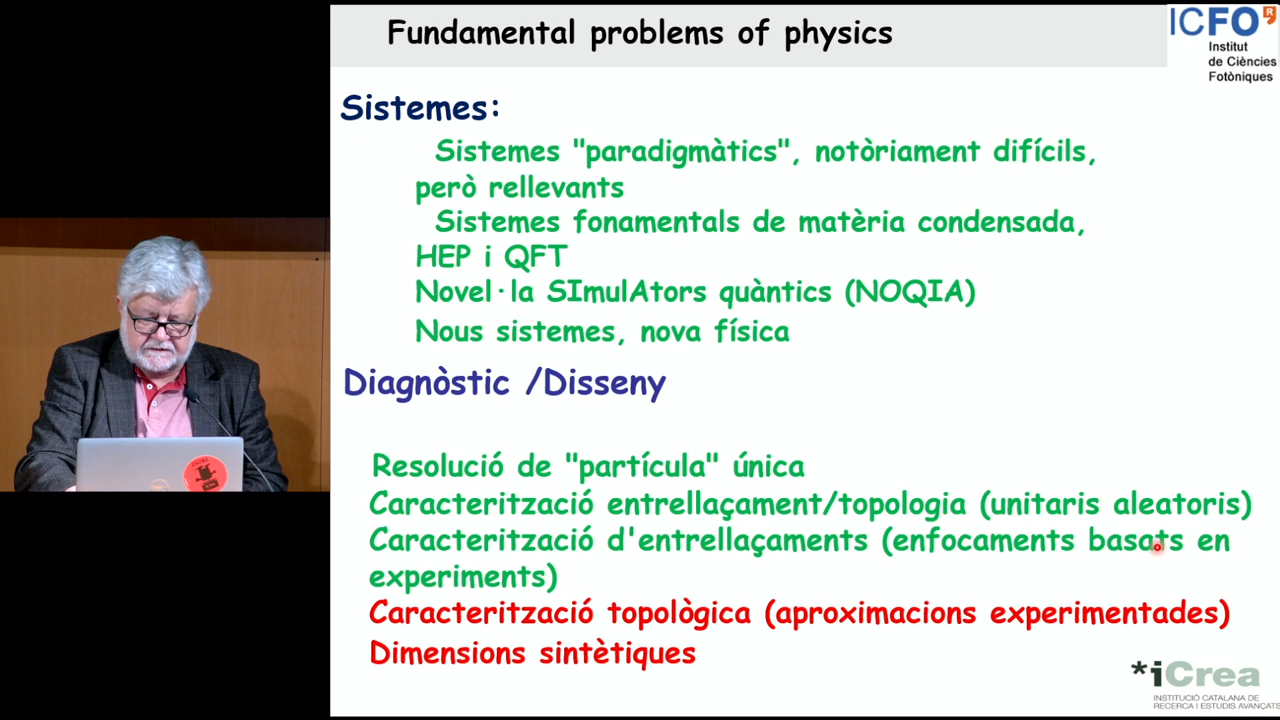 Fundamental problems of physics
ICFO
Institut
de Ciències
Fotòniques
Sistemes:
Sistemes "paradigmàtics", notòriament difícils,
però rellevants
Sistemes fonamentals de matèria condensada,
HEP i QFT
Novel·la SImulAtors quàntics (NOQIA)
Nous sistemes, nova física
Diagnòstic /Disseny
Resolució de "partícula" única
Caracterització entrellaçament/topologia (unitaris aleatoris)
Caracterització d'entrellaçaments (enfocaments basats en
experiments)
Caracterització topològica (aproximacions experimentades)
Dimensions sintètiques
*iCrea
INSTITUCIÓ CATALANA DE
RECERCA I ESTUDIS AVANÇATS